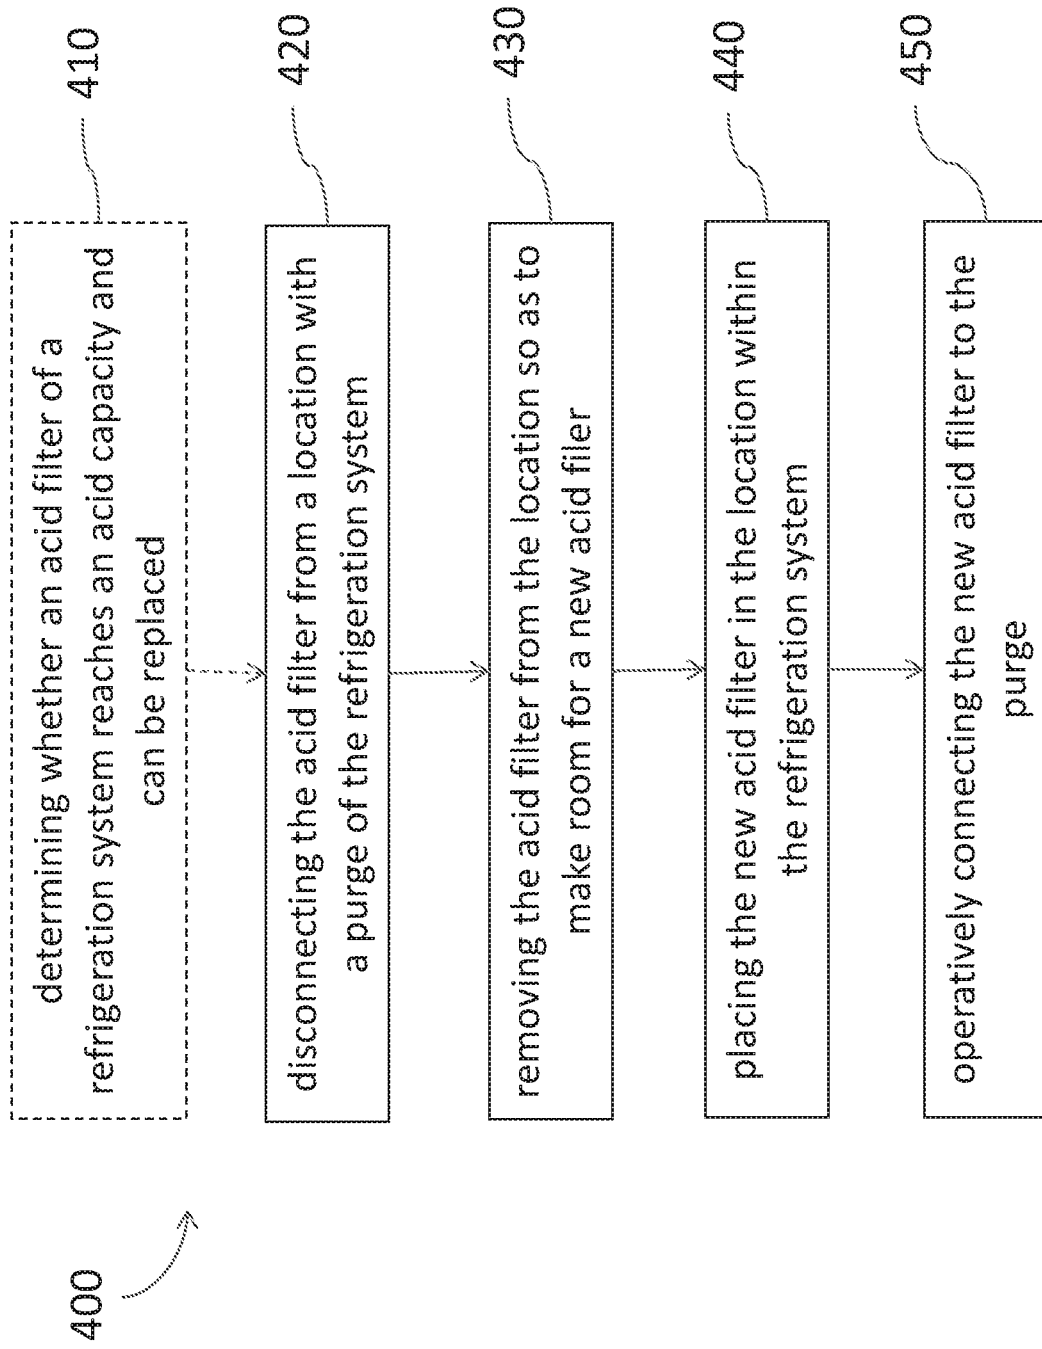 400
410
determining whether an acid filter of a
refrigeration system reaches an acid capacity and
can be replaced
420
disconnecting the acid filter from a location with
a purge of the refrigeration system
430
removing the acid filter from the location so as to
make room for a new acid filer
440
placing the new acid filter in the location within
the refrigeration system
450
operatively connecting the new acid filter to the
purge